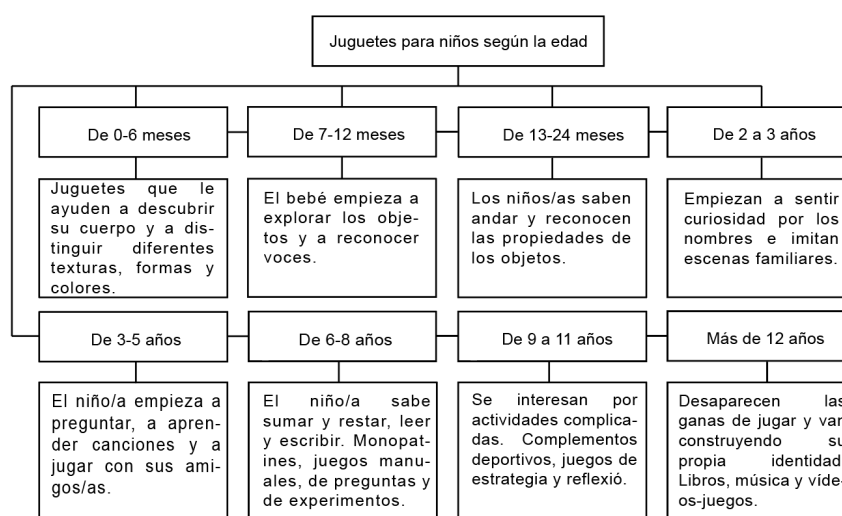 Juguetes para niños según la edad
De 0-6 meses
De 7-12 meses
De 13-24 meses
De 2 a 3 años
Juguetes que le
ayuden a descubrir
su cuerpo y a dis-
tinguir diferentes
texturas, formas y
colores.
El bebé empieza a
explorar los obje-
tos y a reconocer
voces.
Los niños/as saben
andar y reconocen
las propiedades de
los objetos.
Empiezan a sentir
curiosidad por los
nombres e imitan
escenas familiares.
De 3-5 años
De 6-8 años
De 9 a 11 años
Más de 12 años
El niño/a empieza a
preguntar, a apren-
der canciones y a
jugar con sus ami-
gos/as.
El niño/a sabe
sumar y restar, leer
y escribir. Monopat-
ines, juegos manu-
ales, de preguntas y
de experimentos.
Se interesan por
actividades complica-
das. Complementos
deportivos, juegos de
estrategia y reflexió.
Desaparecen las
ganas de jugar y van
construyendo su
propia identidad
Libros, música y víde-
os-juegos.